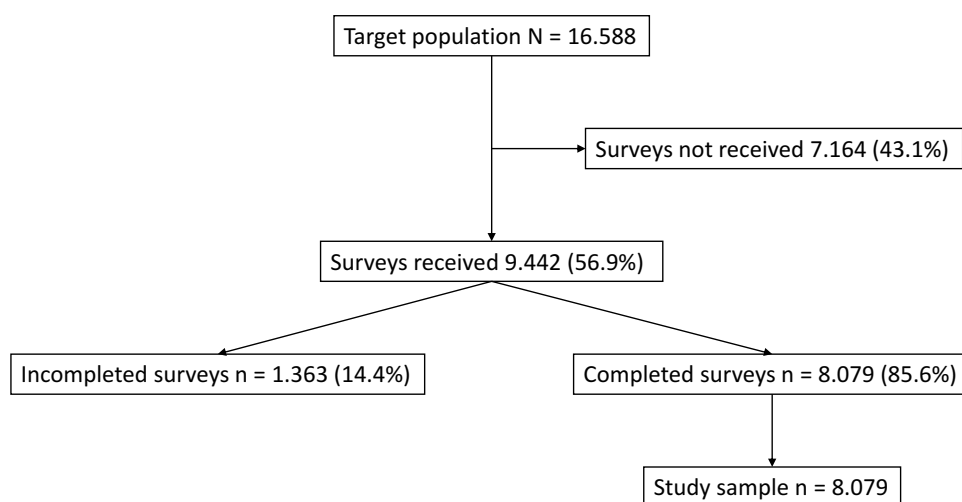 Target population N = 16.588
Surveys not received 7.164 (43.1%)
Surveys received 9.442 (56.9%)
Incompleted surveys n = 1.363 (14.4%)
Completed surveys n = 8.079 (85.6%)
Study sample n = 8.079